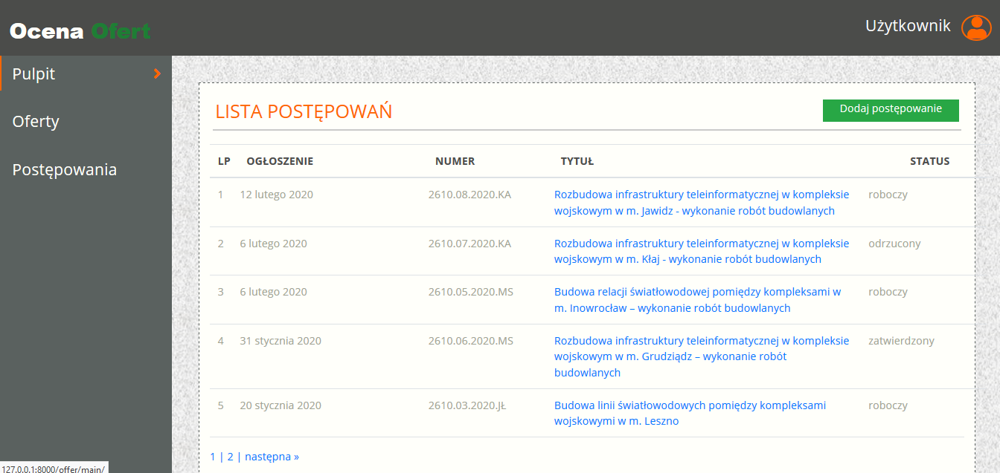 Ocena Ofert
Użytkownik
Pulpit
Oferty
Postępowania
LISTA POSTĘPOWAŃ
Dodaj postępowanie
LP OGŁOSZENIE NUMER TYTUŁ STATUS
1 12 lutego 2020 2610.08.2020.KA Rozbudowa infrastruktury teleinformatycznej w kompleksie roboczy
wojskowym w m. Jawidz - wykonanie robót budowlanych
2 6 lutego 2020 2610.07.2020.KA Rozbudowa infrastruktury teleinformatycznej w kompleksie odrzucony
wojskowym w m. Kłaj - wykonanie robót budowlanych
3 6 lutego 2020 2610.05.2020.MS Budowa relacji światłowodowej pomiędzy kompleksami w roboczy
m. Inowrocław – wykonanie robót budowlanych
4 31 stycznia 2020 2610.06.2020.MS Rozbudowa infrastruktury teleinformatycznej w kompleksie zatwierdzony
wojskowym w m. Grudziądz – wykonanie robót
budowlanych
5 20 stycznia 2020 2610.03.2020.JŁ Budowa linii światłowodowych pomiędzy kompleksami roboczy
wojskowymi w m. Leszno
1 | 2 | następna »
127.0.0.1:8000/offer/main/